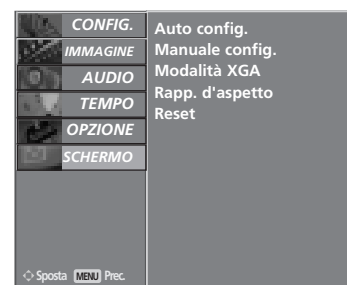 CONFIG.
IMMAGINE
AUDIO
TEMPO
OPZIONE
SCHERMO
Auto config.
Manuale config.
Modalità XGA
Rapp. d'aspetto
Reset
Sposta MENU Prec.